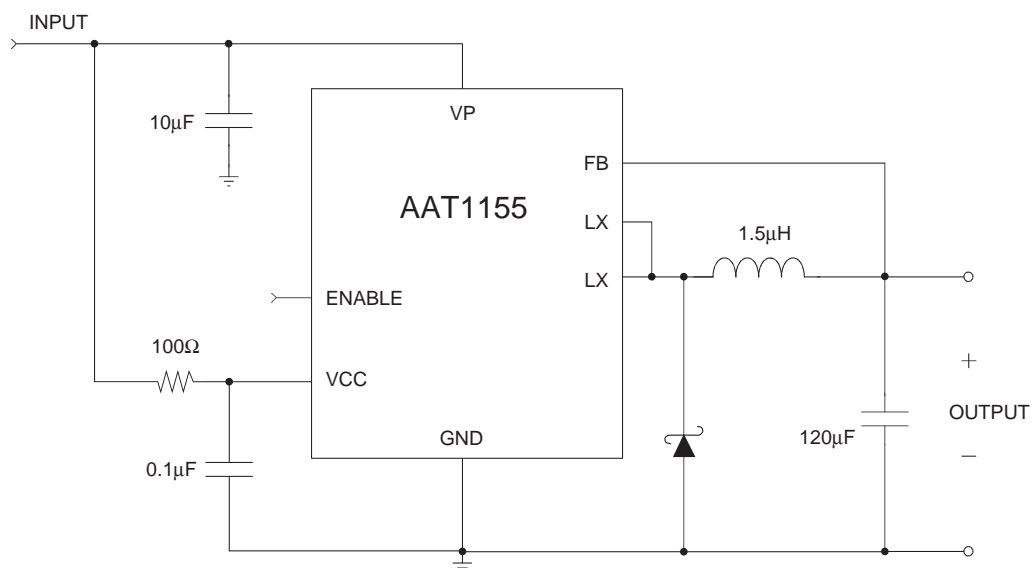 INPUT
10μF
VP
FB
AAT1155
LX
1.5μH
LX
ENABLE
100Ω
VCC
+
OUTPUT
120μF
−
GND
0.1μF